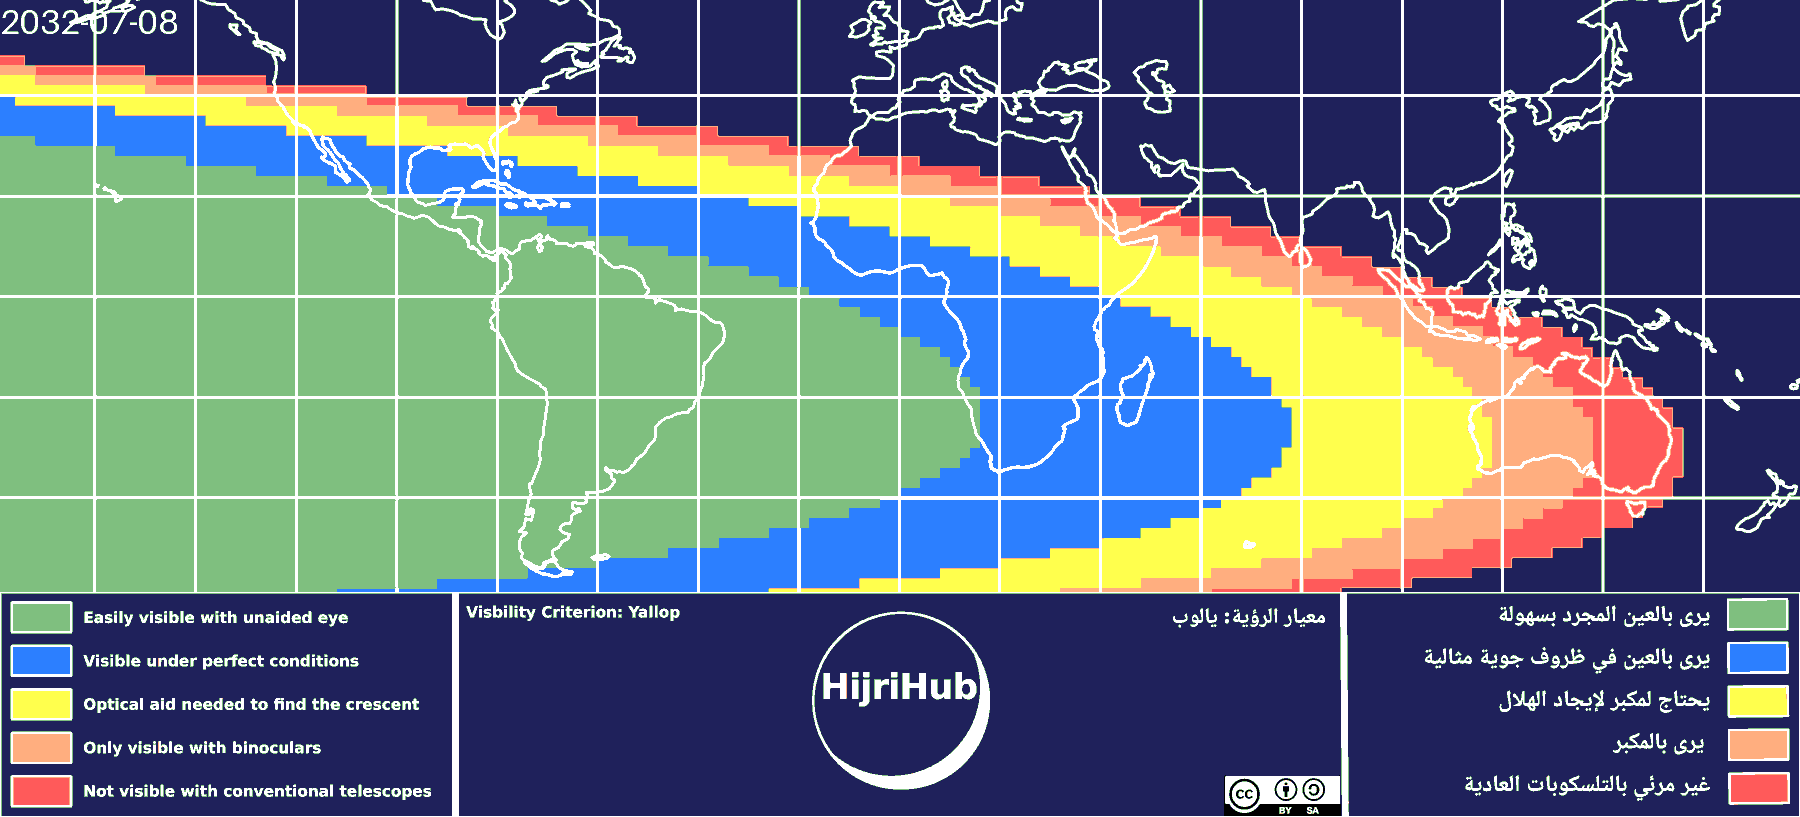 2032-07-08
Easily visible with unaided eye
Visible under perfect conditions
Optical aid needed to find the crescent
Only visible with binoculars
Not visible with conventional telescopes
Visbility Criterion: Yallop
معيار الرؤية: يالوب
HijriHub
cc
BY SA
يرى بالعين المجرد بسهولة
يرى بالعين في ظروف جوية مثالية
يحتاج لمكبر لإيجاد الهلال
يرى بالمكبر
غير مرئي بالتلسكوبات العادية